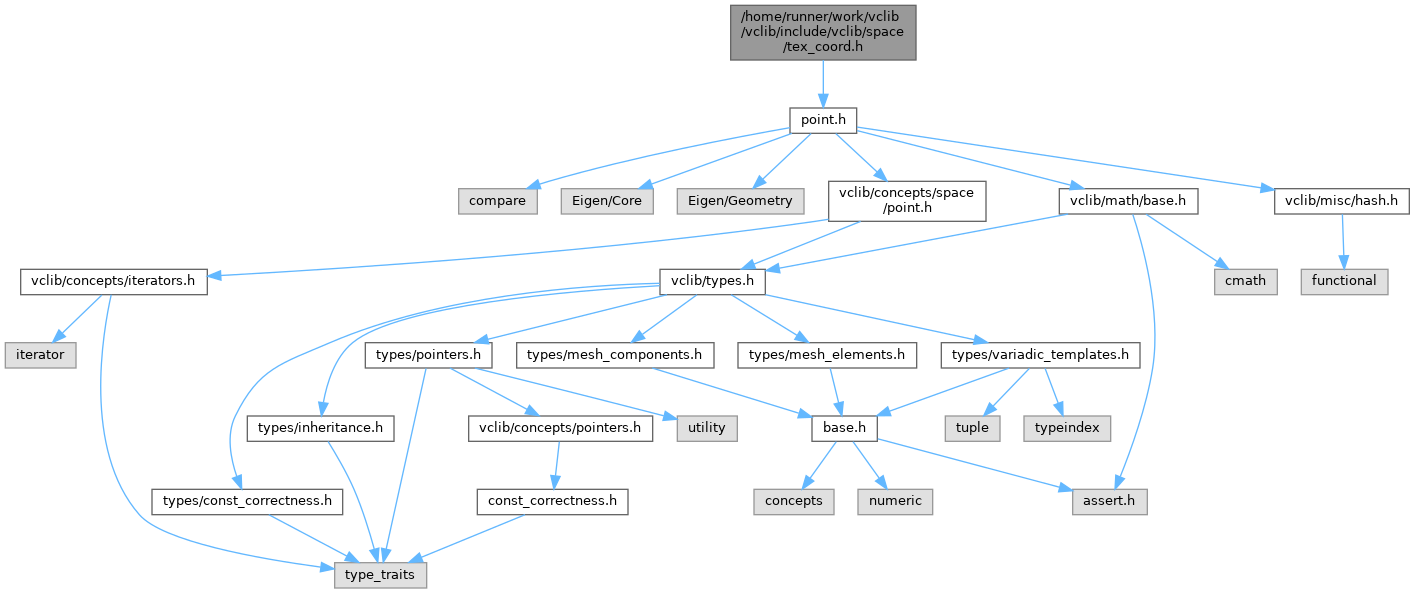 /home/runner/work/vclib
/vclib/include/vclib/space
/tex_coord.h
point.h
compare
Eigen/Core
Eigen/Geometry
vclib/concepts/space
/point.h
vclib/math/base.h
vclib/misc/hash.h
vclib/concepts/iterators.h
vclib/types.h
cmath
functional
iterator
types/pointers.h
types/mesh_components.h
types/mesh_elements.h
types/variadic_templates.h
types/inheritance.h
vclib/concepts/pointers.h
utility
base.h
tuple
typeindex
types/const_correctness.h
const_correctness.h
concepts
numeric
assert.h
type_traits